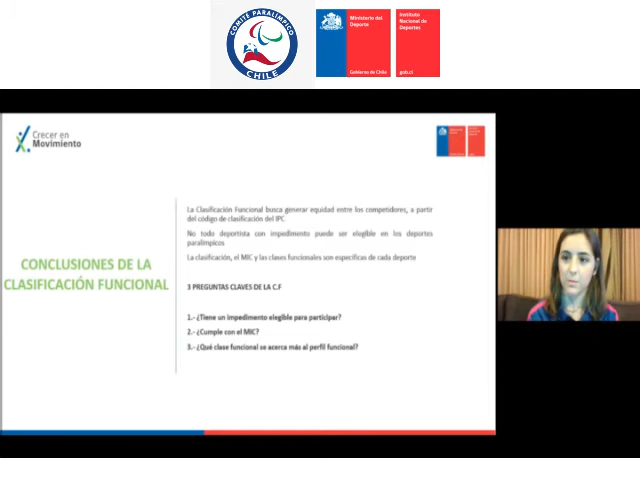 COMITÉ PARALÍMPICO
CHILE
Ministerio del
Deporte
Gobierno de Chile
Instituto
Nacional de
Deportes
gob.cl
Crecer en
Movimiento
CONCLUSIONES DE LA
CLASIFICACIÓN FUNCIONAL
La Clasificación Funcional busca generar equidad entre los competidores, a partir
del código de clasificación del IPC
No todo deportista con impedimento puede ser elegible en los deportes
paralímpicos
La clasificación, el MIC y las clases funcionales son específicas de cada deporte
3 PREGUNTAS CLAVES DE LA C.F
1.- ¿Tiene un impedimento elegible para participar?
2.- ¿Cumple con el MIC?
3.- ¿Qué clase funcional se acerca más al perfil funcional?